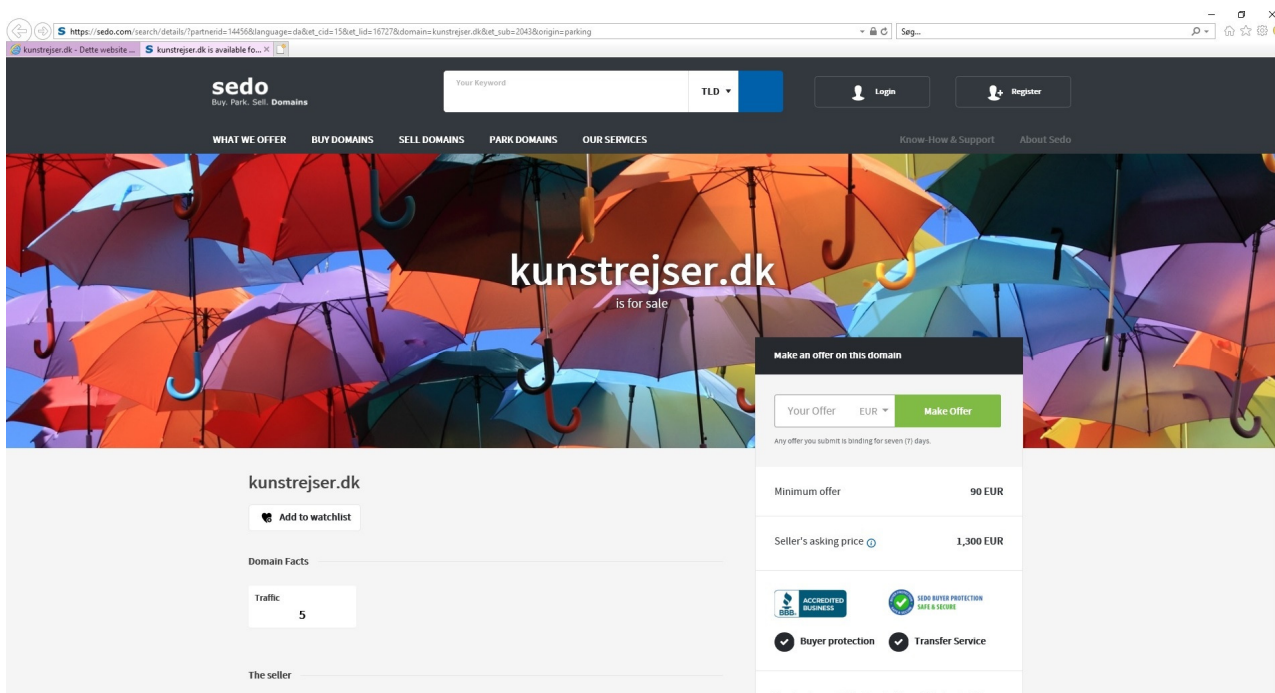 https://sedo.com/search/details/?partnerid=14456&language=da&et_cid=15&et_lid=16727&domain=kunstrejser.dk&et_sub=2043&origin=parking
Søg...
kunstrejser.dk - Dette website ...
kunstrejser.dk is available fo...
sedo
Buy. Park. Sell. Domains
Your Keyword
TLD
Login
Register
WHAT WE OFFER BUY DOMAINS SELL DOMAINS PARK DOMAINS OUR SERVICES Know-How & Support About Sedo
kunstrejser.dk
is for sale
Make an offer on this domain
Your Offer EUR Make Offer
Any offer you submit is binding for seven (7) days.
kunstrejser.dk
Minimum offer 90 EUR
Add to watchlist
Seller's asking price 1,300 EUR
Domain Facts
Traffic
5
BBB. ACCREDITED BUSINESS
SEDO BUYER PROTECTION
SAFE & SECURE
Buyer protection Transfer Service
The seller